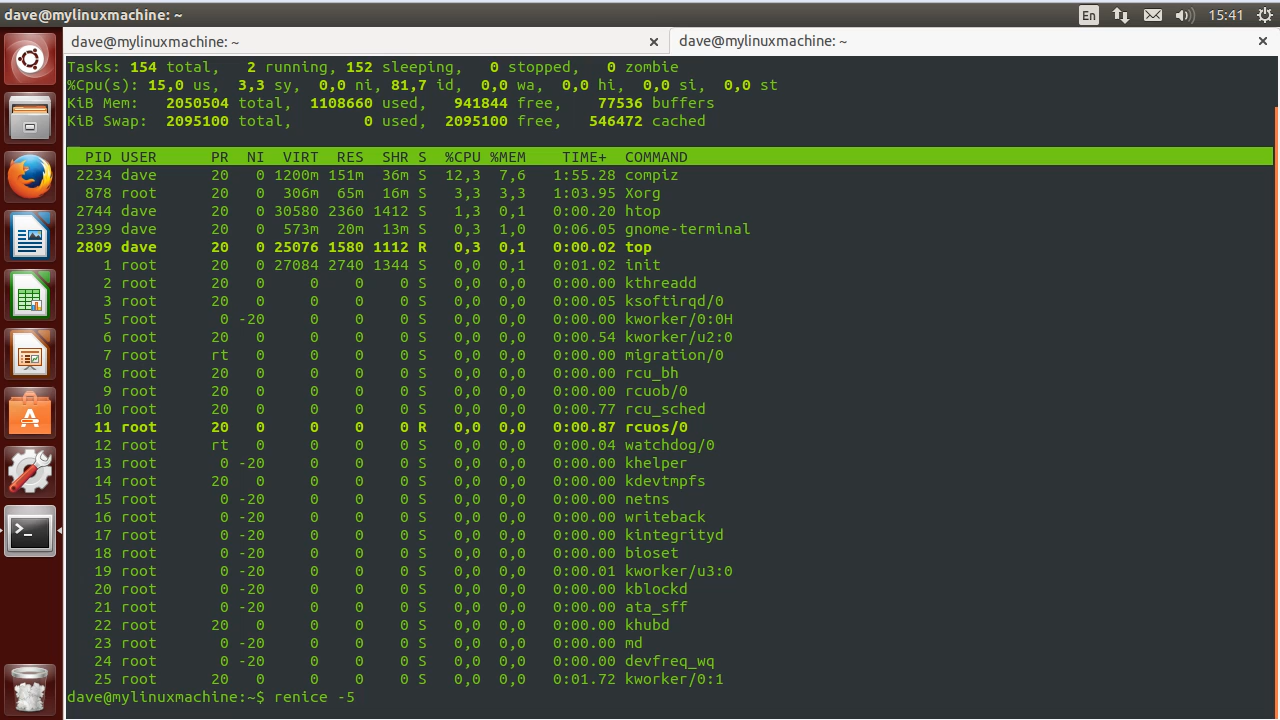 dave@mylinuxmachine: ~ En 15:41
dave@mylinuxmachine: ~ × dave@mylinuxmachine: ~ ×
Tasks: 154 total,   2 running, 152 sleeping,   0 stopped,   0 zombie
%Cpu(s): 15,0 us,  3,3 sy,  0,0 ni, 81,7 id,  0,0 wa,  0,0 hi,  0,0 si,  0,0 st
KiB Mem:   2050504 total,  1108660 used,   941844 free,    77536 buffers
KiB Swap:  2095100 total,        0 used,  2095100 free,   546472 cached
  PID USER      PR  NI  VIRT  RES  SHR S  %CPU %MEM    TIME+  COMMAND
 2234 dave      20   0 1200m 151m  36m S  12,3  7,6   1:55.28 compiz
  878 root      20   0  306m  65m  16m S   3,3  3,3   1:03.95 Xorg
 2744 dave      20   0 30580 2360 1412 S   1,3  0,1   0:00.20 htop
 2399 dave      20   0  573m  20m  13m S   0,3  1,0   0:06.05 gnome-terminal
 2809 dave      20   0 25076 1580 1112 R   0,3  0,1   0:00.02 top
    1 root      20   0 27084 2740 1344 S   0,0  0,1   0:01.02 init
    2 root      20   0     0    0    0 S   0,0  0,0   0:00.00 kthreadd
    3 root      20   0     0    0    0 S   0,0  0,0   0:00.05 ksoftirqd/0
    5 root       0 -20     0    0    0 S   0,0  0,0   0:00.00 kworker/0:0H
    6 root      20   0     0    0    0 S   0,0  0,0   0:00.54 kworker/u2:0
    7 root      rt   0     0    0    0 S   0,0  0,0   0:00.00 migration/0
    8 root      20   0     0    0    0 S   0,0  0,0   0:00.00 rcu_bh
    9 root      20   0     0    0    0 S   0,0  0,0   0:00.00 rcuob/0
   10 root      20   0     0    0    0 S   0,0  0,0   0:00.77 rcu_sched
   11 root      20   0     0    0    0 R   0,0  0,0   0:00.87 rcuos/0
   12 root      rt   0     0    0    0 S   0,0  0,0   0:00.04 watchdog/0
   13 root       0 -20     0    0    0 S   0,0  0,0   0:00.00 khelper
   14 root      20   0     0    0    0 S   0,0  0,0   0:00.00 kdevtmpfs
   15 root       0 -20     0    0    0 S   0,0  0,0   0:00.00 netns
   16 root       0 -20     0    0    0 S   0,0  0,0   0:00.00 writeback
   17 root       0 -20     0    0    0 S   0,0  0,0   0:00.00 kintegrityd
   18 root       0 -20     0    0    0 S   0,0  0,0   0:00.00 bioset
   19 root       0 -20     0    0    0 S   0,0  0,0   0:00.01 kworker/u3:0
   20 root       0 -20     0    0    0 S   0,0  0,0   0:00.00 kblockd
   21 root       0 -20     0    0    0 S   0,0  0,0   0:00.00 ata_sff
   22 root      20   0     0    0    0 S   0,0  0,0   0:00.00 khubd
   23 root       0 -20     0    0    0 S   0,0  0,0   0:00.00 md
   24 root       0 -20     0    0    0 S   0,0  0,0   0:00.00 devfreq_wq
   25 root      20   0     0    0    0 S   0,0  0,0   0:01.72 kworker/0:1
dave@mylinuxmachine:~$ renice -5